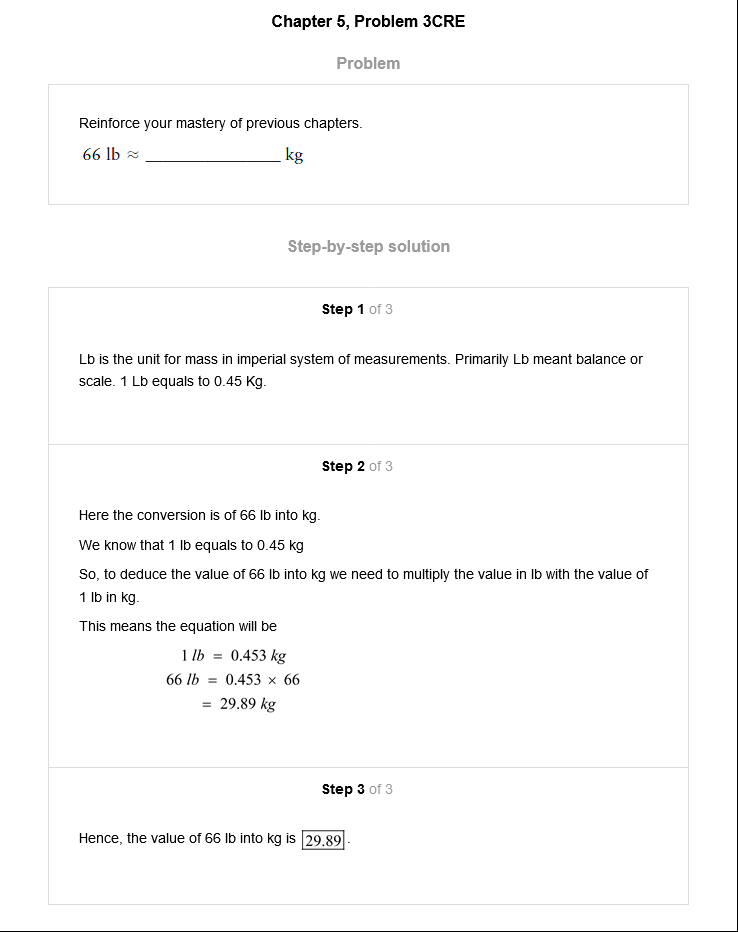 Chapter 5, Problem 3CRE
Problem
Reinforce your mastery of previous chapters.
66 lb ≈ ________________ kg
Step-by-step solution
Step 1 of 3
Lb is the unit for mass in imperial system of measurements. Primarily Lb meant balance or
scale. 1 Lb equals to 0.45 Kg.
Step 2 of 3
Here the conversion is of 66 lb into kg.
We know that 1 lb equals to 0.45 kg
So, to deduce the value of 66 lb into kg we need to multiply the value in lb with the value of
1 lb in kg.
This means the equation will be
1 lb = 0.453 kg
66 lb = 0.453 × 66
= 29.89 kg
Step 3 of 3
Hence, the value of 66 lb into kg is 29.89 .